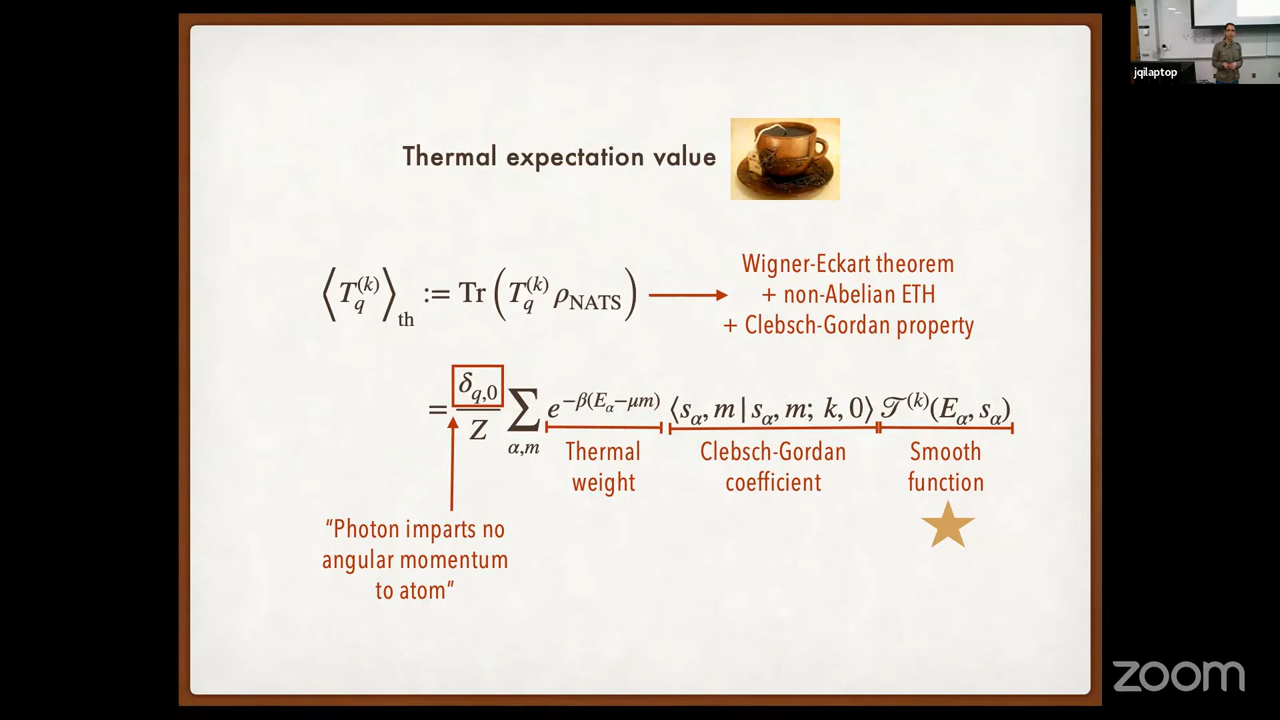 jqilaptop
Thermal expectation value
⟨T_q^{(k)}⟩_th := Tr(T_q^{(k)} ρ_NATS)
Wigner-Eckart theorem
+ non-Abelian ETH
+ Clebsch-Gordan property
= δ_{q,0}/Z ∑_{α,m} e^{−β(E_α−μm)} ⟨s_α, m | s_α, m; k, 0⟩ 𝒯^{(k)}(E_α, s_α)
Thermal
weight
Clebsch-Gordan
coefficient
Smooth
function
"Photon imparts no
angular momentum
to atom"
zoom